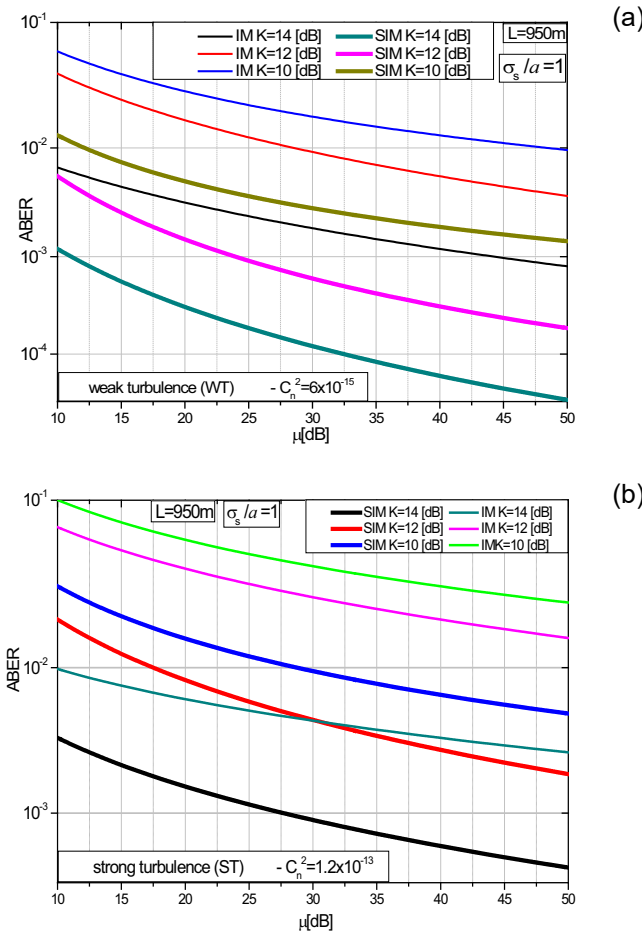 (a)
10⁻¹
IM K=14 [dB] SIM K=14 [dB] L=950m
IM K=12 [dB] SIM K=12 [dB]
IM K=10 [dB] SIM K=10 [dB] σₛ/a=1
10⁻²
ABER
10⁻³
10⁻⁴
weak turbulence (WT) - Cₙ²=6x10⁻¹⁵
10 15 20 25 30 35 40 45 50
μ[dB]
(b)
10⁻¹
L=950m σₛ/a=1 SIM K=14 [dB] IM K=14 [dB]
SIM K=12 [dB] IM K=12 [dB]
SIM K=10 [dB] IMK=10 [dB]
10⁻²
ABER
10⁻³
strong turbulence (ST) - Cₙ²=1.2x10⁻¹³
10 15 20 25 30 35 40 45 50
μ[dB]